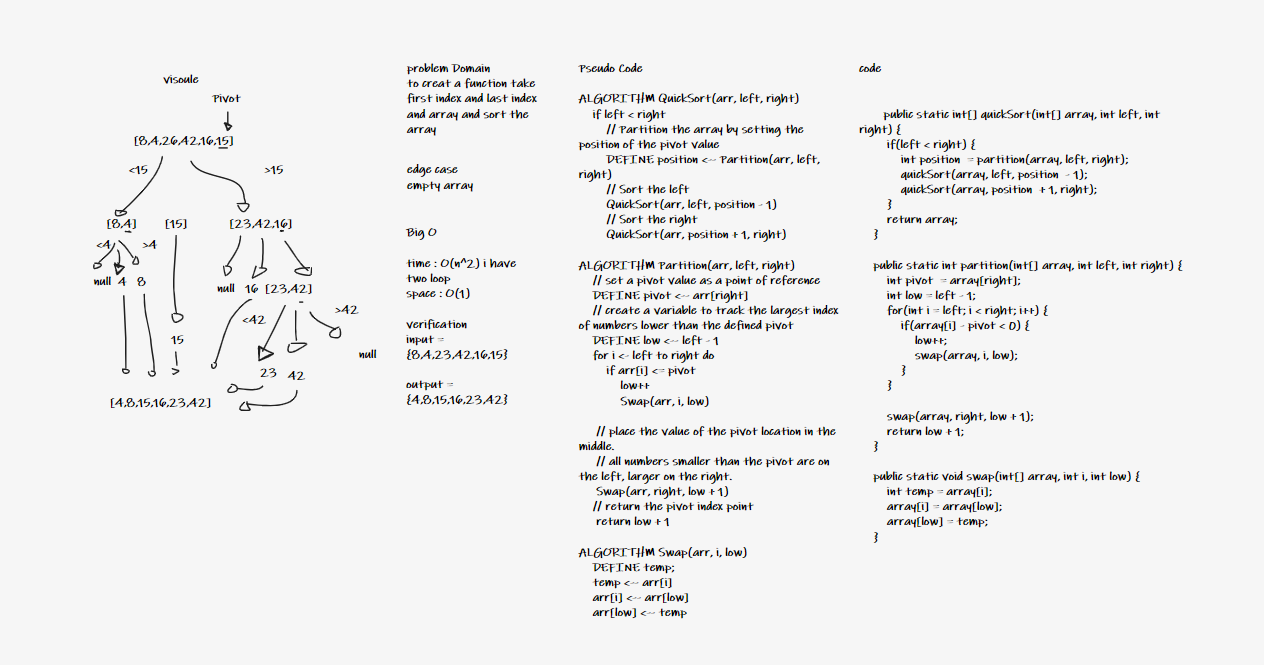 visoule
Pivot
[8,4,26,42,16,15]
<15
>15
[8,4]
[15]
[23,42,16]
<4
>4
null
4
8
null
16
[23,42]
<42
>42
15
null
23
42
[4,8,15,16,23,42]
problem Domain
to creat a function take
first index and last index
and array and sort the
array
edge case
empty array
Big O
time : O(n^2) i have
two loop
space : O(1)
verification
input =
{8,4,23,42,16,15}
output =
{4,8,15,16,23,42}
Pseudo Code
ALGORITHM QuickSort(arr, left, right)
if left < right
// Partition the array by setting the
position of the pivot value
DEFINE position <-- Partition(arr, left,
right)
// Sort the left
QuickSort(arr, left, position - 1)
// Sort the right
QuickSort(arr, position + 1, right)
ALGORITHM Partition(arr, left, right)
// set a pivot value as a point of reference
DEFINE pivot <-- arr[right]
// create a variable to track the largest index
of numbers lower than the defined pivot
DEFINE low <-- left - 1
for i <- left to right do
if arr[i] <= pivot
low++
Swap(arr, i, low)
// place the value of the pivot location in the
middle.
// all numbers smaller than the pivot are on
the left, larger on the right.
Swap(arr, right, low + 1)
// return the pivot index point
return low + 1
ALGORITHM Swap(arr, i, low)
DEFINE temp;
temp <-- arr[i]
arr[i] <-- arr[low]
arr[low] <-- temp
code
public static int[] quickSort(int[] array, int left, int
right) {
if(left < right) {
int position = partition(array, left, right);
quickSort(array, left, position - 1);
quickSort(array, position + 1, right);
}
return array;
}
public static int partition(int[] array, int left, int right) {
int pivot = array[right];
int low = left - 1;
for(int i = left; i < right; i++) {
if(array[i] - pivot < 0) {
low++;
swap(array, i, low);
}
}
swap(array, right, low + 1);
return low + 1;
}
public static void swap(int[] array, int i, int low) {
int temp = array[i];
array[i] = array[low];
array[low] = temp;
}